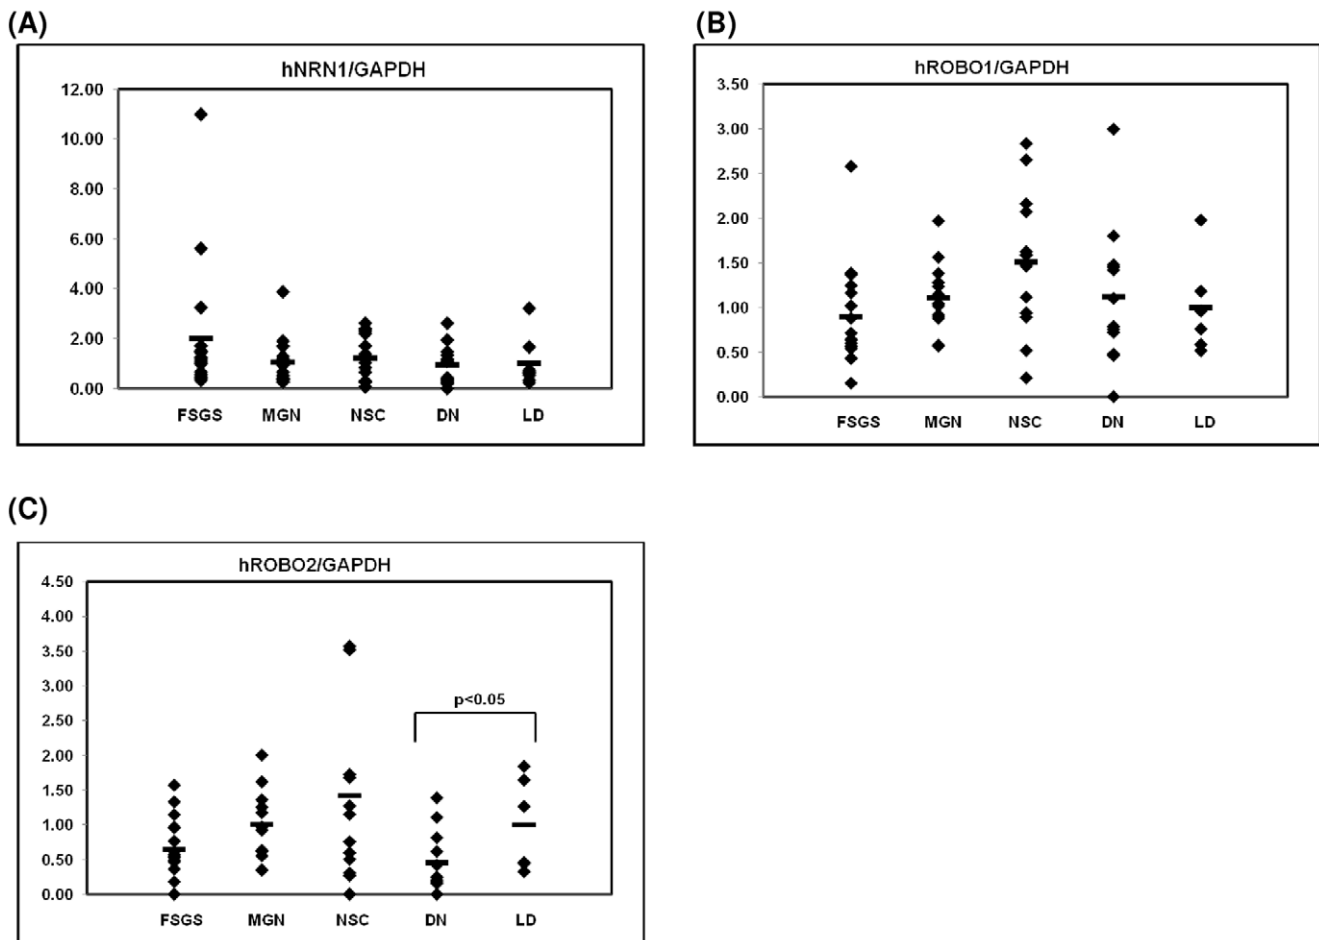 (A)
hNRN1/GAPDH
12.00
10.00
8.00
6.00
4.00
2.00
0.00
FSGS MGN NSC DN LD
(B)
hROBO1/GAPDH
3.50
3.00
2.50
2.00
1.50
1.00
0.50
0.00
FSGS MGN NSC DN LD
(C)
hROBO2/GAPDH
4.50
3.50
3.00
2.50
2.00
1.50
1.00
0.50
0.00
p<0.05
FSGS MGN NSC DN LD